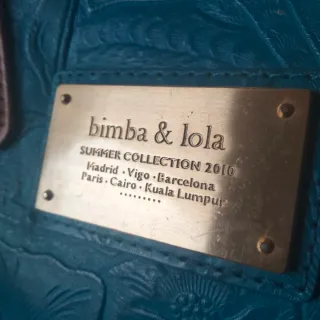 bimba & lola
SUMMER COLLECTION 2010
Madrid · Vigo · Barcelona
Paris · Cairo · Kuala Lumpur